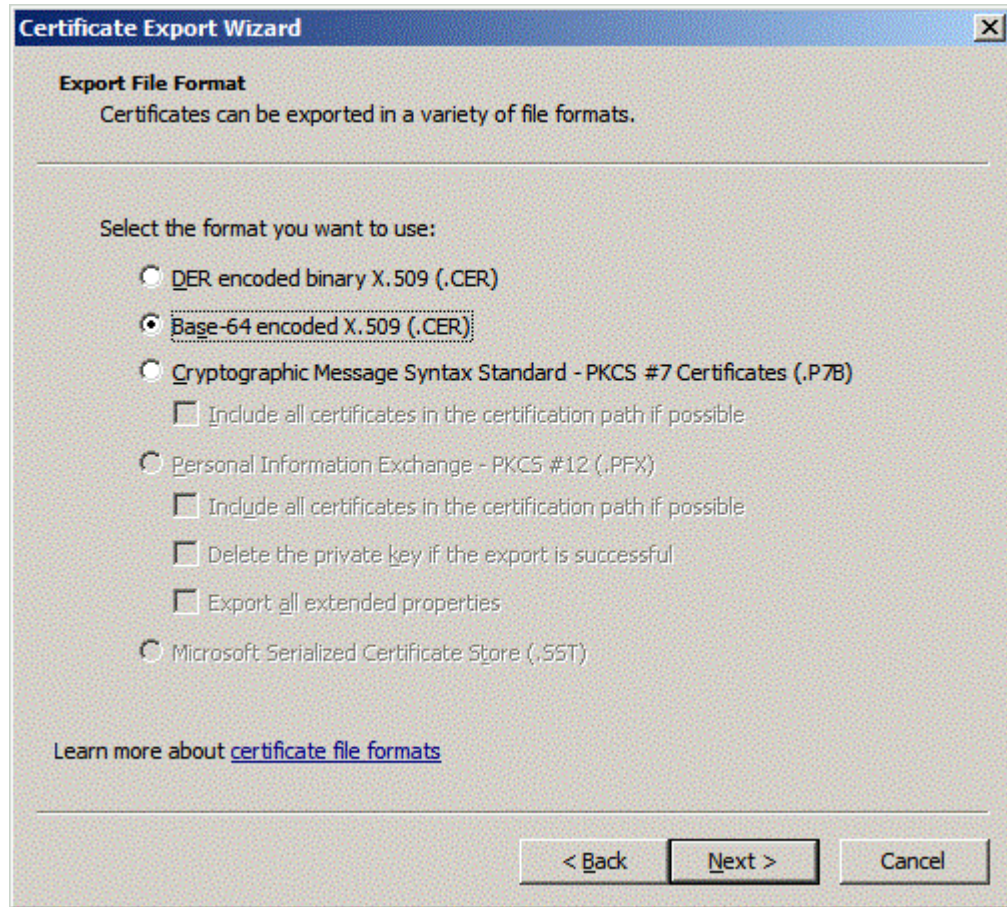 Certificate Export Wizard
Export File Format
Certificates can be exported in a variety of file formats.
Select the format you want to use:
DER encoded binary X.509 (.CER)
Base-64 encoded X.509 (.CER)
Cryptographic Message Syntax Standard - PKCS #7 Certificates (.P7B)
Include all certificates in the certification path if possible
Personal Information Exchange - PKCS #12 (.PFX)
Include all certificates in the certification path if possible
Delete the private key if the export is successful
Export all extended properties
Microsoft Serialized Certificate Store (.SST)
Learn more about certificate file formats
< Back Next > Cancel